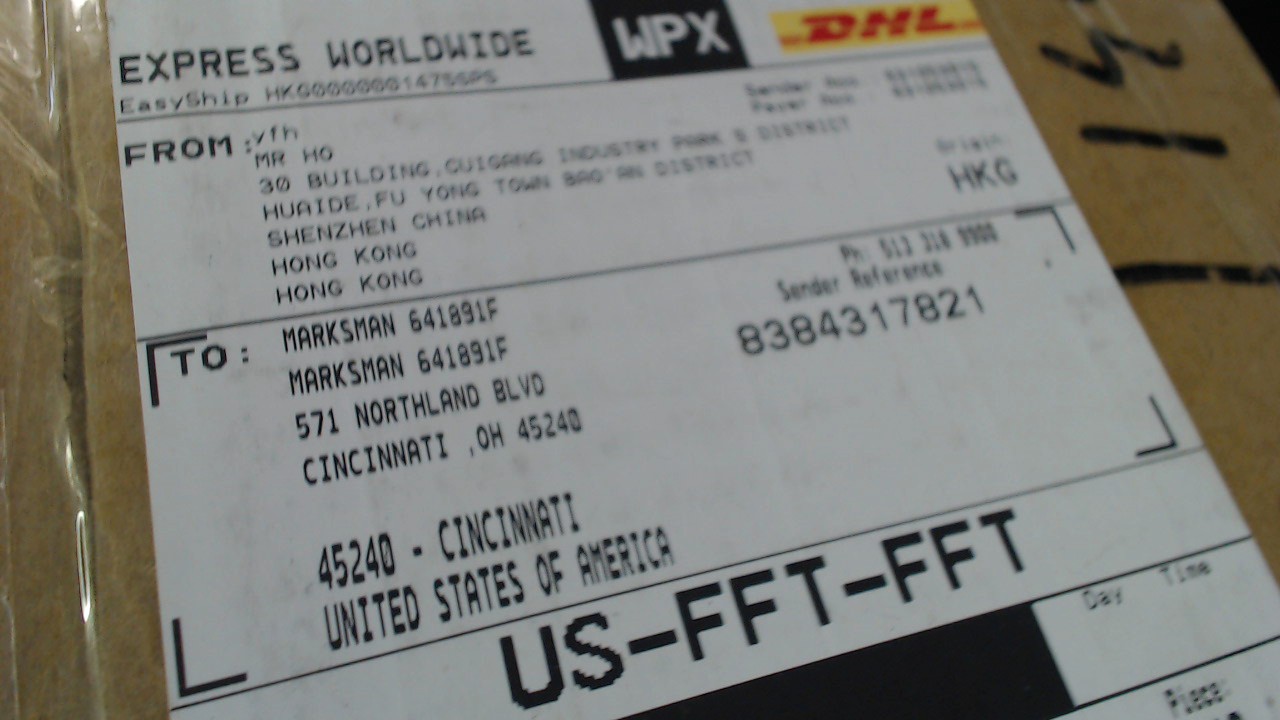 EXPRESS WORLDWIDE
WPX
DHL
EasyShip
FROM :
yfh
MR HO
30 BUILDING,CUIGANG INDUSTRY PARK 5 DISTRICT
HUAIDE,FU YONG TOWN BAO'AN DISTRICT
SHENZHEN CHINA
HONG KONG
HONG KONG
Origin:
HKG
TO :
MARKSMAN 641891F
MARKSMAN 641891F
571 NORTHLAND BLVD
CINCINNATI ,OH 45240
45240 - CINCINNATI
UNITED STATES OF AMERICA
Ph: 513 318 9900
Sender Reference
8384317821
US-FFT-FFT
Day Time
Piece: